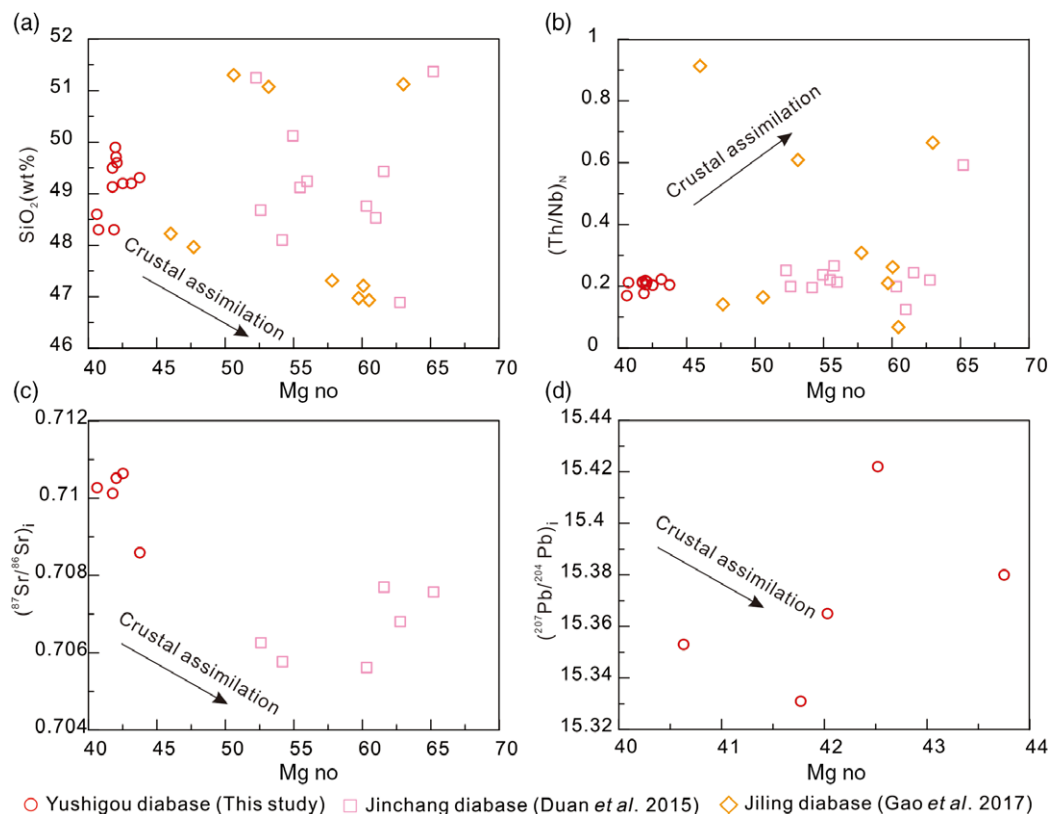 (a)
52
51
50
49
48
47
46
SiO₂(wt%)
Crustal assimilation
40 45 50 55 60 65 70
Mg no
(b)
1
0.8
0.6
0.4
0.2
0
(Th/Nb)N
Crustal assimilation
40 45 50 55 60 65 70
Mg no
(c)
0.712
0.71
0.708
0.706
0.704
(⁸⁷Sr/⁸⁶Sr)i
Crustal assimilation
40 45 50 55 60 65 70
Mg no
(d)
15.44
15.42
15.4
15.38
15.36
15.34
15.32
(²⁰⁷Pb/²⁰⁴Pb)i
Crustal assimilation
40 41 42 43 44
Mg no
Yushigou diabase (This study) Jinchang diabase (Duan et al. 2015) Jiling diabase (Gao et al. 2017)